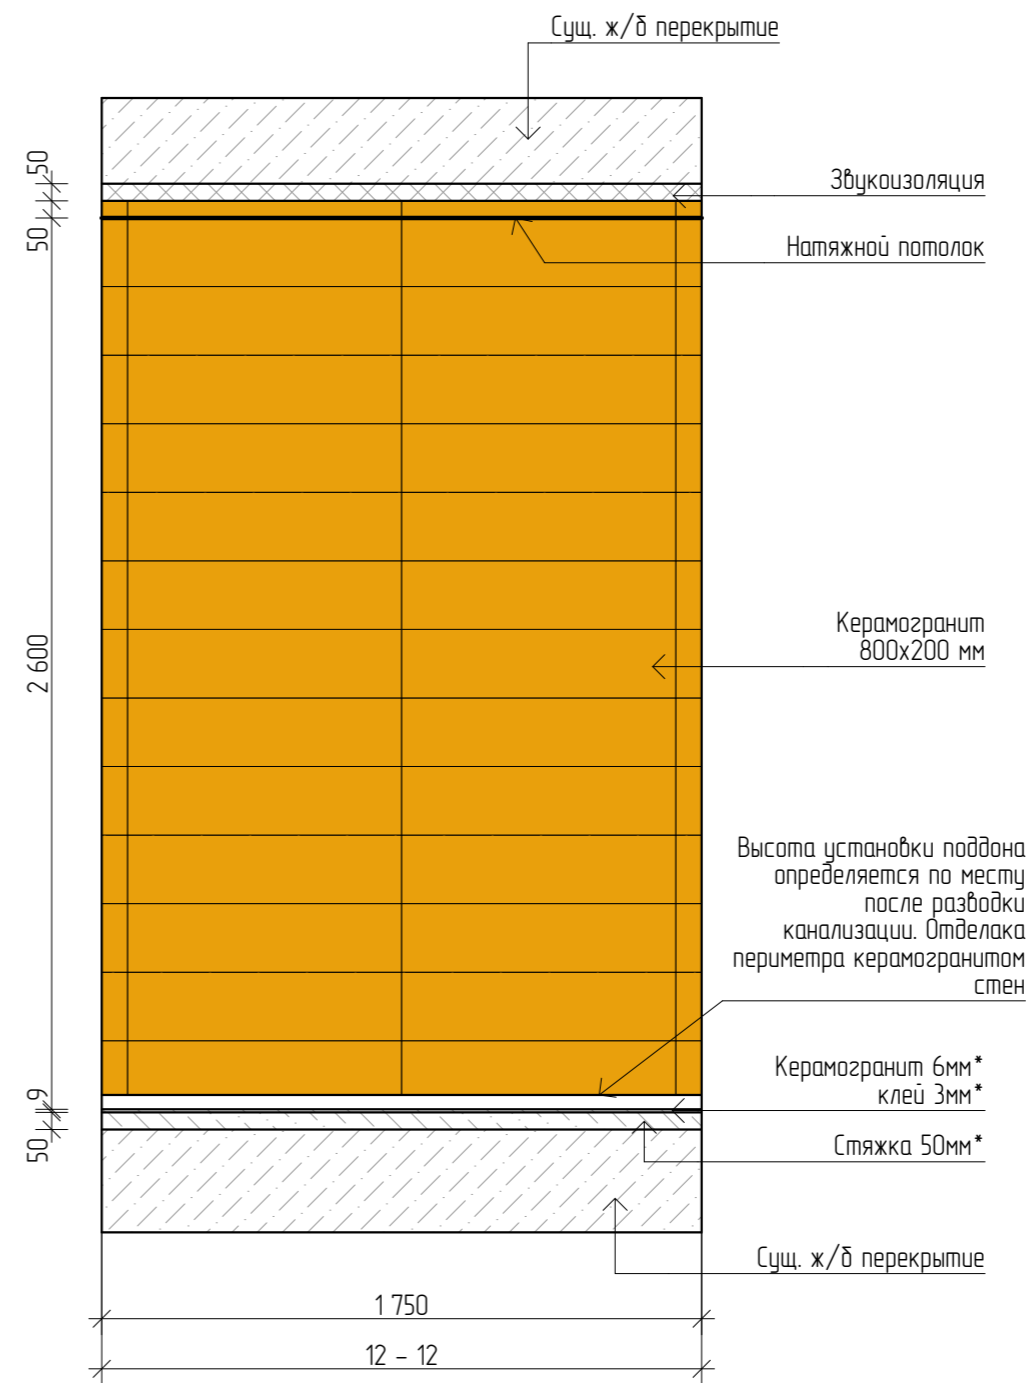 Сущ. ж/б перекрытие
50
Звукоизоляция
50
Натяжной потолок
2 600
Керамогранит
800х200 мм
Высота установки поддона
определяется по месту
после разводки
канализации. Отделака
периметра керамогранитом
стен
9
Керамогранит 6мм*
клей 3мм*
50
Стяжка 50мм*
Сущ. ж/б перекрытие
1 750
12 - 12